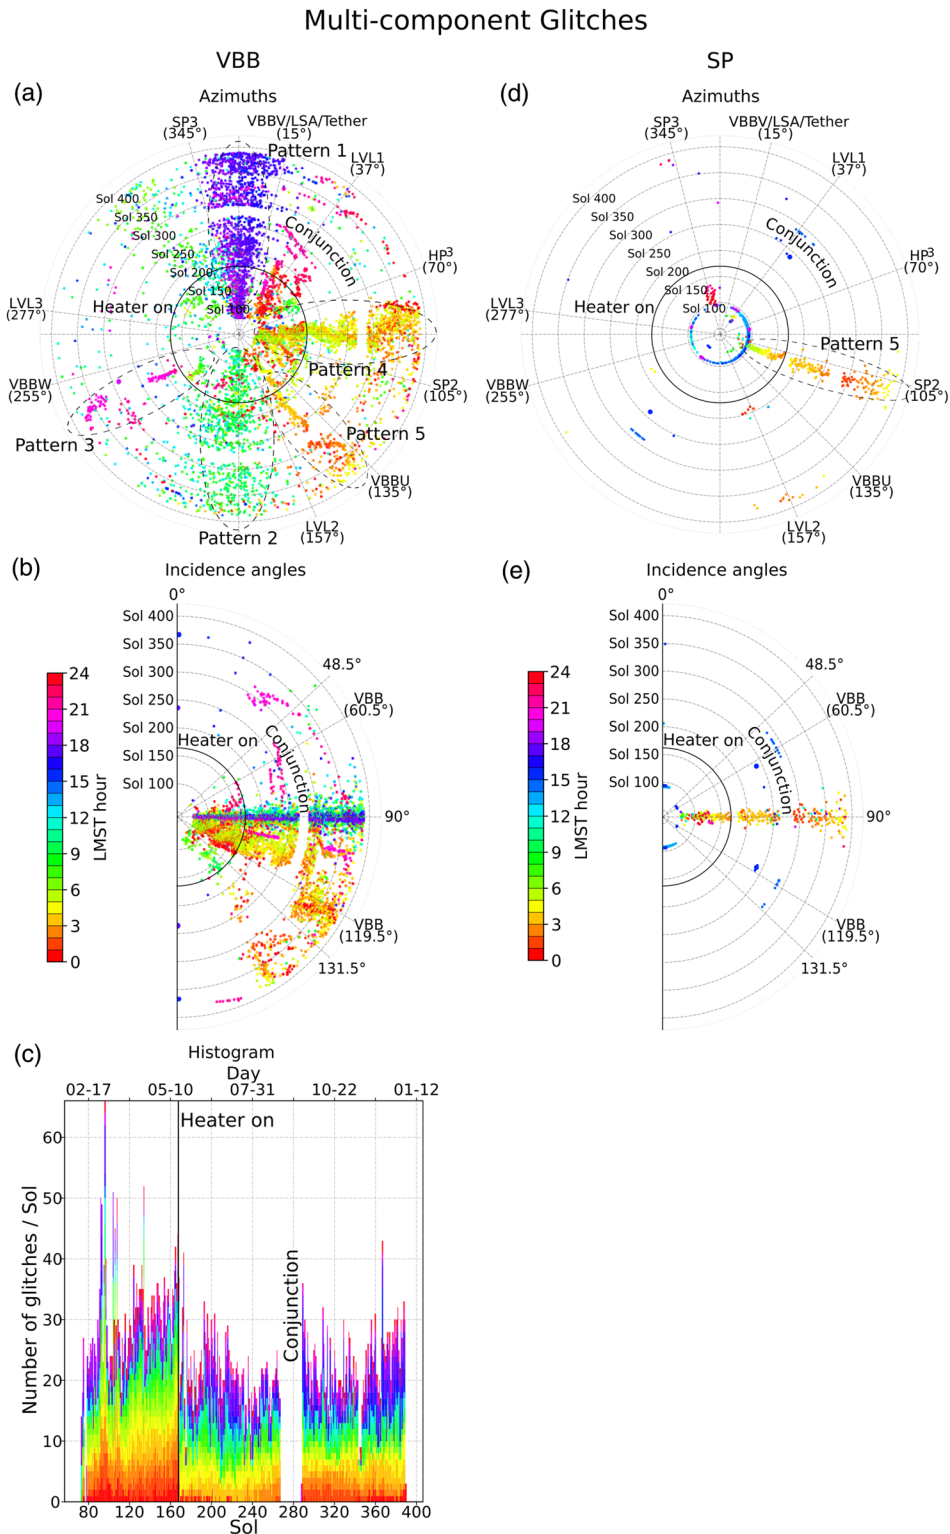 Multi-component Glitches
VBB
SP
(a)
Azimuths
SP3
(345°)
VBBV/LSA/Tether
(15°)
Pattern 1
LVL1
(37°)
Sol 400
Sol 350
Sol 300
Sol 250
Sol 200
Sol 150
Sol 100
Conjunction
HP³
(70°)
Heater on
LVL3
(277°)
VBBW
(255°)
Pattern 4
SP2
(105°)
Pattern 3
Pattern 5
VBBU
(135°)
LVL2
(157°)
Pattern 2
(d)
Azimuths
SP3
(345°)
VBBV/LSA/Tether
(15°)
LVL1
(37°)
Sol 400
Sol 350
Sol 300
Sol 250
Sol 200
Sol 150
Sol 100
Conjunction
HP³
(70°)
Heater on
LVL3
(277°)
VBBW
(255°)
Pattern 5
SP2
(105°)
VBBU
(135°)
LVL2
(157°)
(b)
Incidence angles
0°
Sol 400
Sol 350
Sol 300
Sol 250
Sol 200
Sol 150
Sol 100
Heater on
Conjunction
48.5°
VBB
(60.5°)
90°
VBB
(119.5°)
131.5°
24
21
18
15
12
9
6
3
0
LMST hour
(e)
Incidence angles
0°
Sol 400
Sol 350
Sol 300
Sol 250
Sol 200
Sol 150
Sol 100
Heater on
Conjunction
48.5°
VBB
(60.5°)
90°
VBB
(119.5°)
131.5°
24
21
18
15
12
9
6
3
0
LMST hour
(c)
Histogram
Day
02-17 05-10 07-31 10-22 01-12
Heater on
Conjunction
60
50
40
30
20
10
0
Number of glitches / Sol
80 120 160 200 240 280 320 360 400
Sol